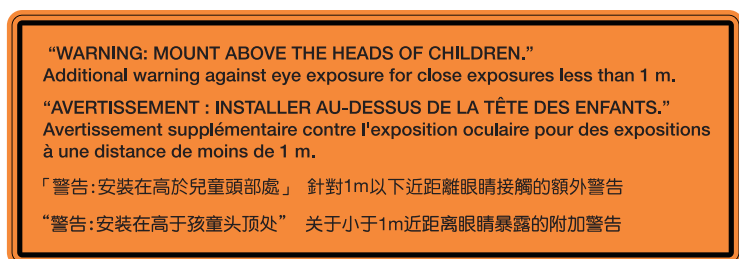 “WARNING: MOUNT ABOVE THE HEADS OF CHILDREN.”
Additional warning against eye exposure for close exposures less than 1 m.
“AVERTISSEMENT : INSTALLER AU-DESSUS DE LA TÊTE DES ENFANTS.”
Avertissement supplémentaire contre l'exposition oculaire pour des expositions
à une distance de moins de 1 m.
「警告:安裝在高於兒童頭部處」 針對1m以下近距離眼睛接觸的額外警告
“警告:安装在高于孩童头顶处” 关于小于1m近距离眼睛暴露的附加警告